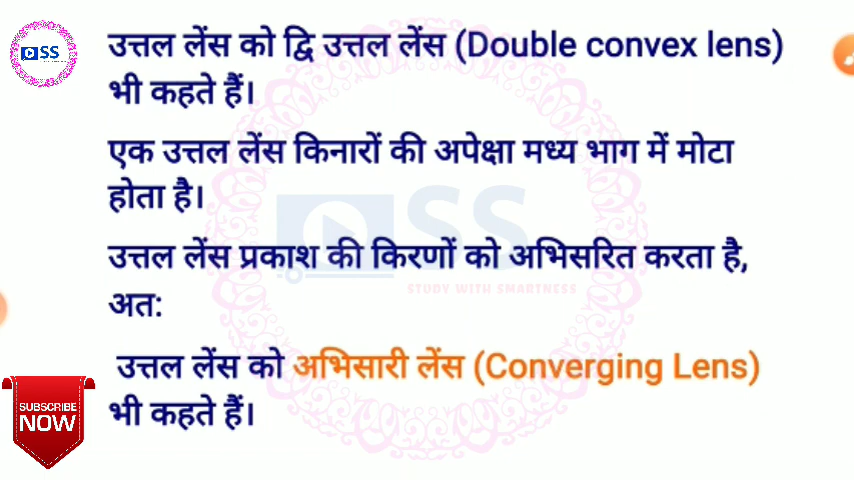 SS
उत्तल लेंस को द्वि उत्तल लेंस (Double convex lens)
भी कहते हैं।
एक उत्तल लेंस किनारों की अपेक्षा मध्य भाग में मोटा
होता है।
SS
उत्तल लेंस प्रकाश की किरणों को अभिसरित करता है,
STUDY WITH SMARTNESS
अत:
उत्तल लेंस को अभिसारी लेंस (Converging Lens)
भी कहते हैं।
SUBSCRIBE
NOW